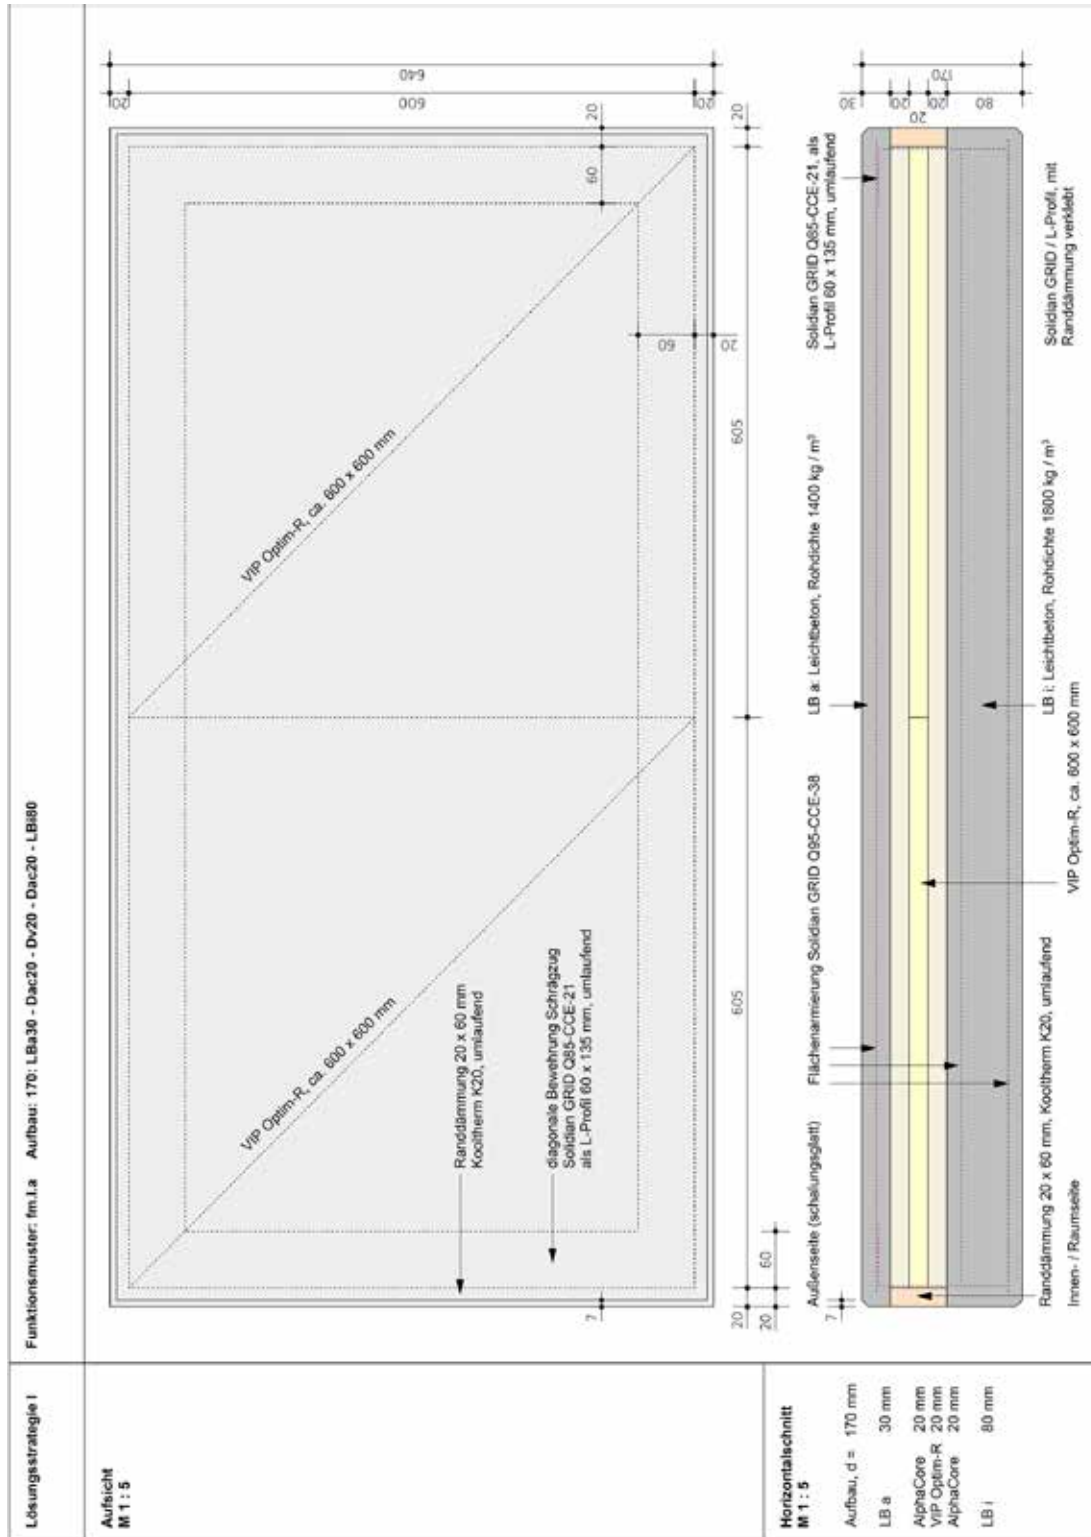 Lösungsstrategie I
Funktionsmuster: fm.I.a Aufbau: 170: LBa30 - Dac20 - Dv20 - Dac20 - LBi80
Aufsicht
M 1 : 5
VIP Optim-R, ca. 600 x 600 mm
VIP Optim-R, ca. 600 x 600 mm
Randdämmung 20 x 60 mm
Kooltherm K20, umlaufend
diagonale Bewehrung Schrägzug
Solidian GRID Q85-CCE-21
als L-Profil 60 x 135 mm, umlaufend
20
600
20
640
20
60
60
20
7
60
20
20
605
605
20
Horizontalschnitt
M 1 : 5
Aufbau, d = 170 mm
LB a 30 mm
AlphaCore 20 mm
VIP Optim-R 20 mm
AlphaCore 20 mm
LB i 80 mm
Außenseite (schalungsglatt)
Flächenarmierung Solidian GRID Q95-CCE-38
LB a: Leichtbeton, Rohdichte 1400 kg / m³
Solidian GRID Q85-CCE-21, als
L-Profil 60 x 135 mm, umlaufend
7
30
20
20
20
80
170
Randdämmung 20 x 60 mm, Kooltherm K20, umlaufend
Innen- / Raumseite
VIP Optim-R, ca. 600 x 600 mm
LB i: Leichtbeton, Rohdichte 1800 kg / m³
Solidian GRID / L-Profil, mit
Randdämmung verklebt